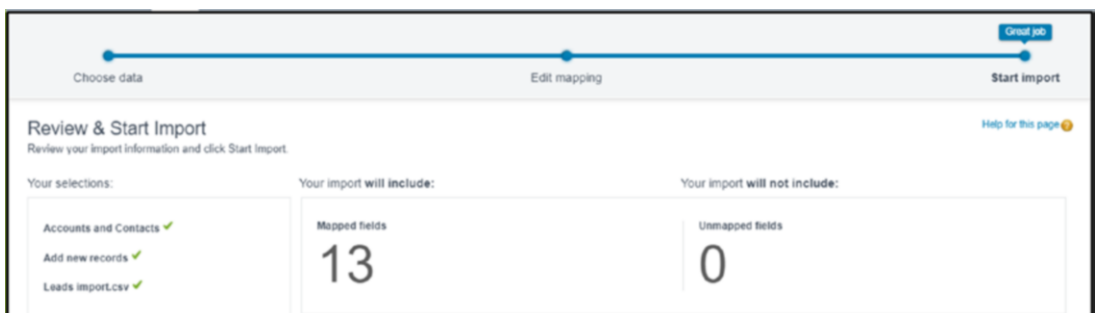 Great job
Choose data
Edit mapping
Start import
Review & Start Import
Help for this page
Review your import information and click Start Import.
Your selections:
Your import will include:
Your import will not include:
Accounts and Contacts
Mapped fields
Unmapped fields
Add new records
13
0
Leads import.csv